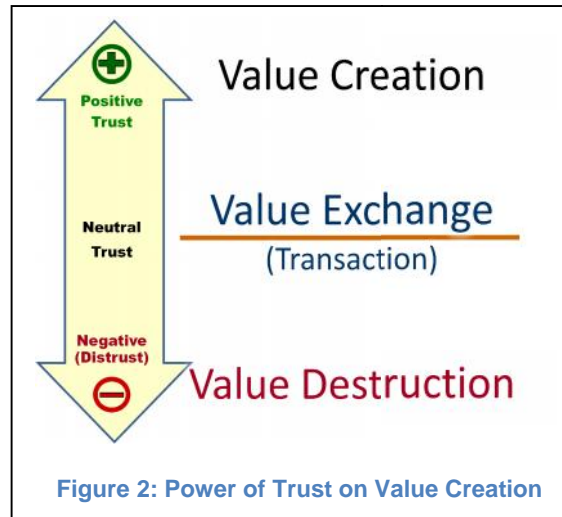 Positive
Trust
Value Creation
Neutral
Trust
Value Exchange
(Transaction)
Negative
(Distrust)
Value Destruction
Figure 2: Power of Trust on Value Creation